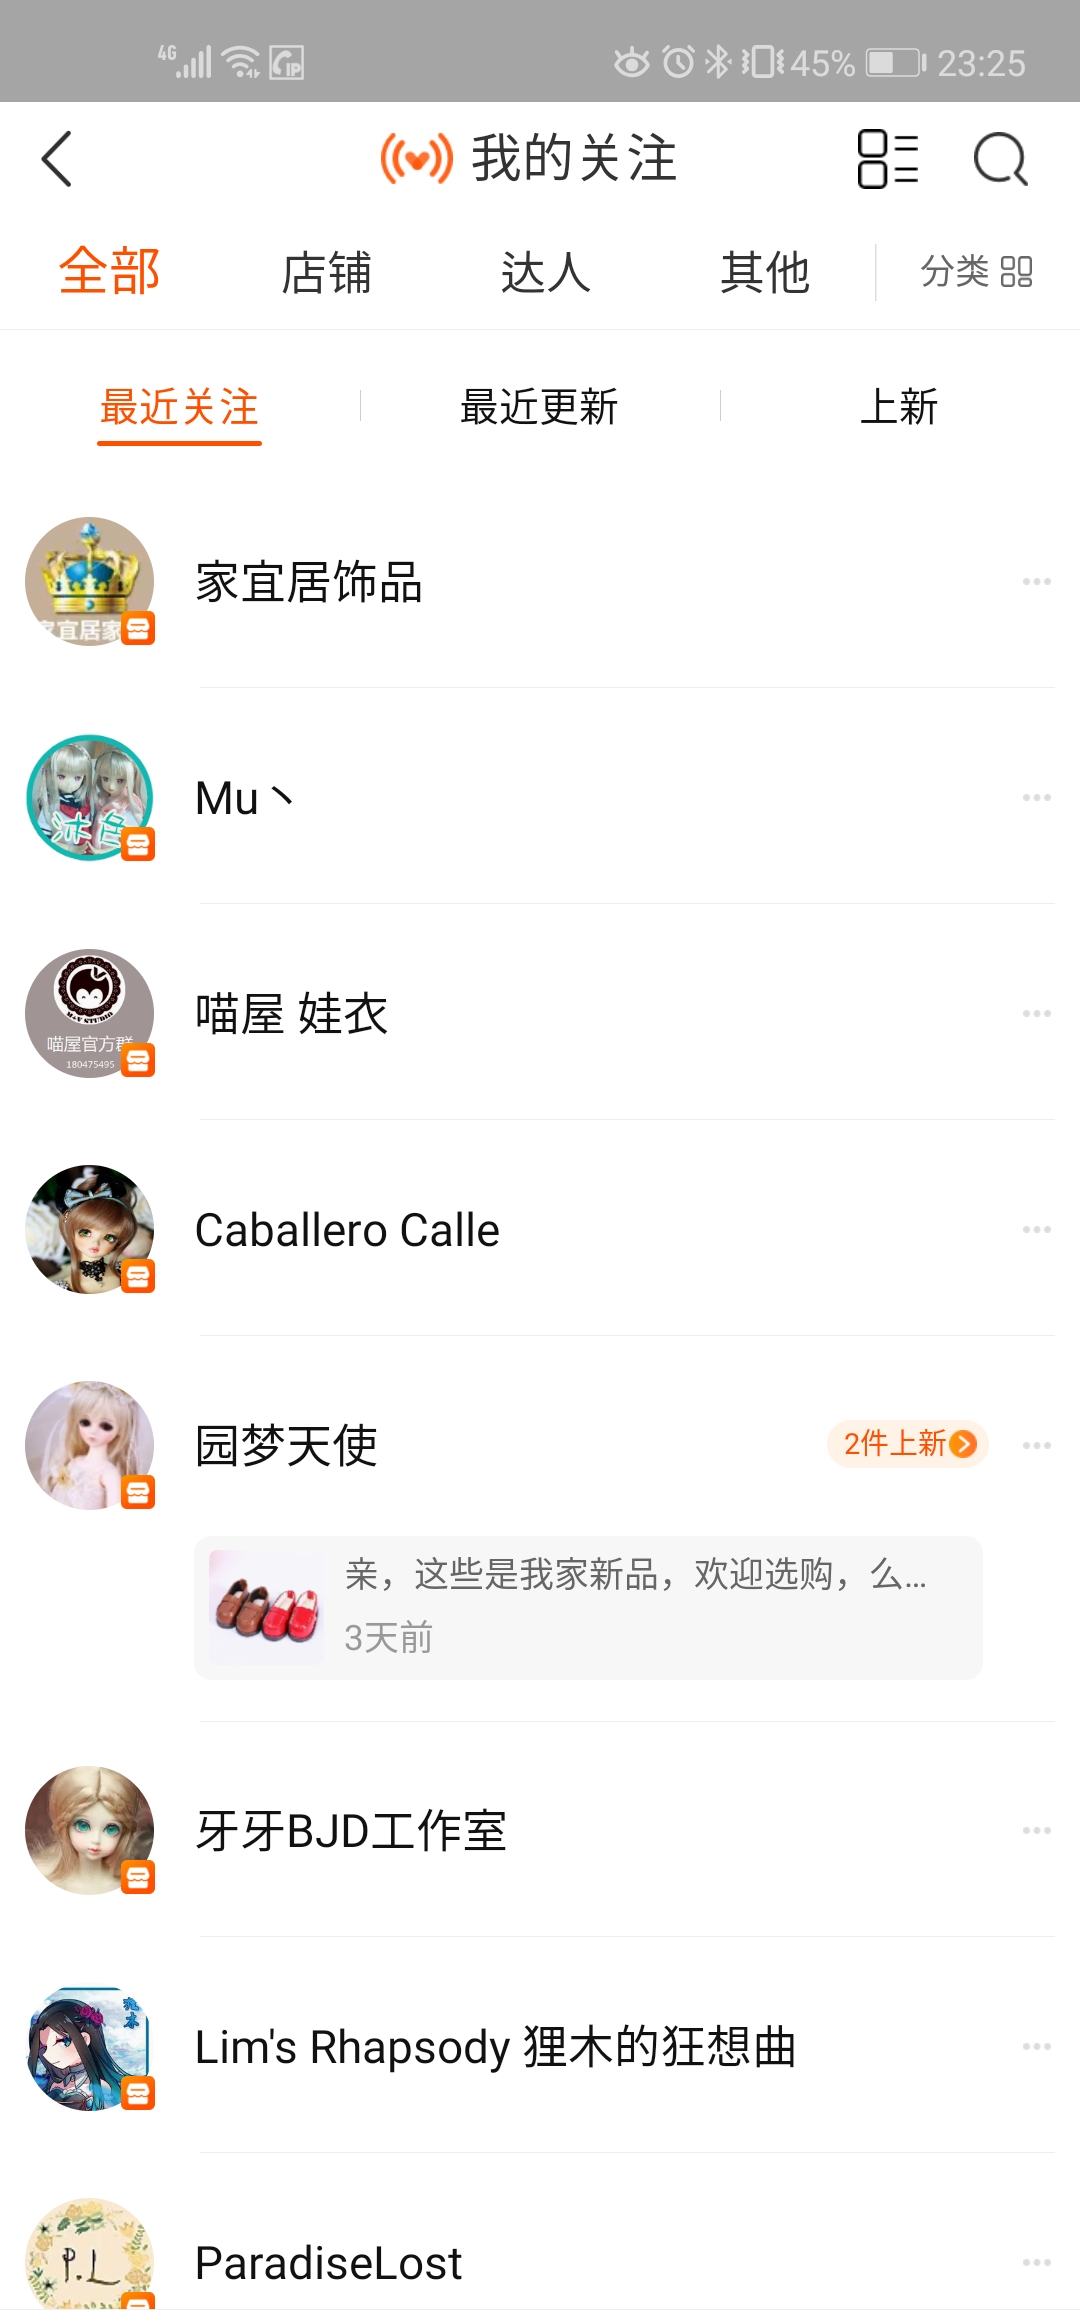 4G 45% 23:25
我的关注
全部 店铺 达人 其他 分类
最近关注 最近更新 上新
家宜居饰品
宜居家
Mu丶
沐色
喵屋 娃衣
M&V STUDIO
喵屋官方群
180475495
Caballero Calle
园梦天使 2件上新
亲，这些是我家新品，欢迎选购，么...
3天前
牙牙BJD工作室
Lim's Rhapsody 狸木的狂想曲
ParadiseLost
P.L